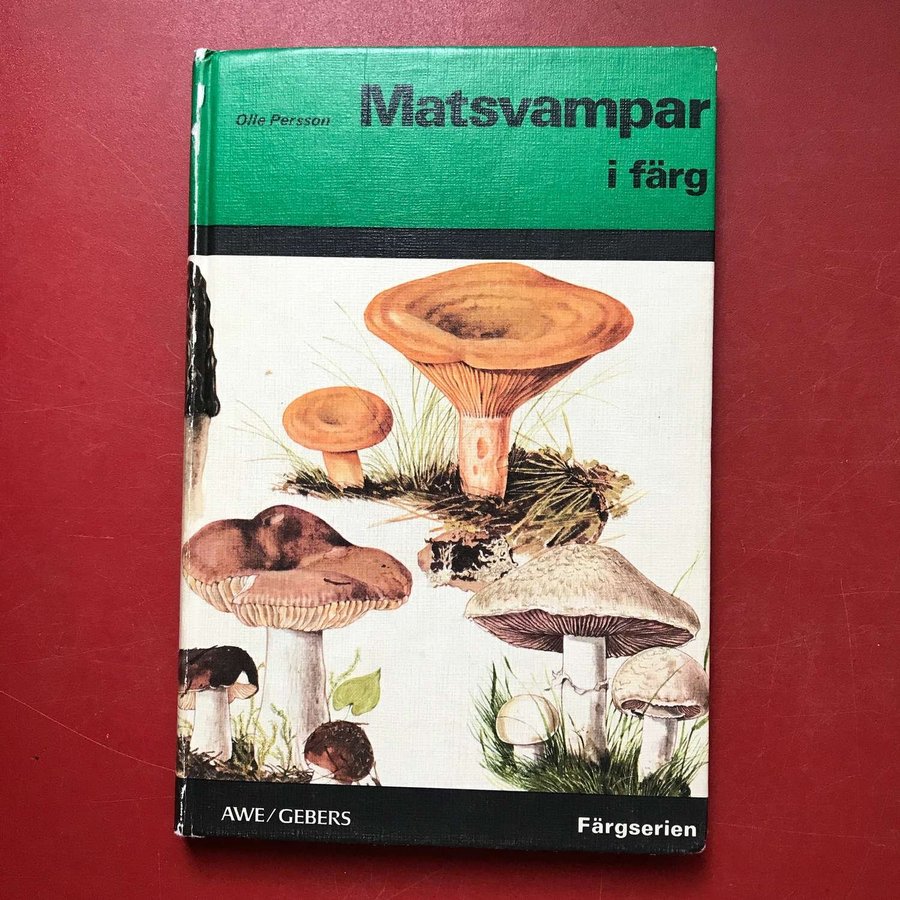 Olle Persson
Matsvampar
i färg
AWE/GEBERS
Färgserien